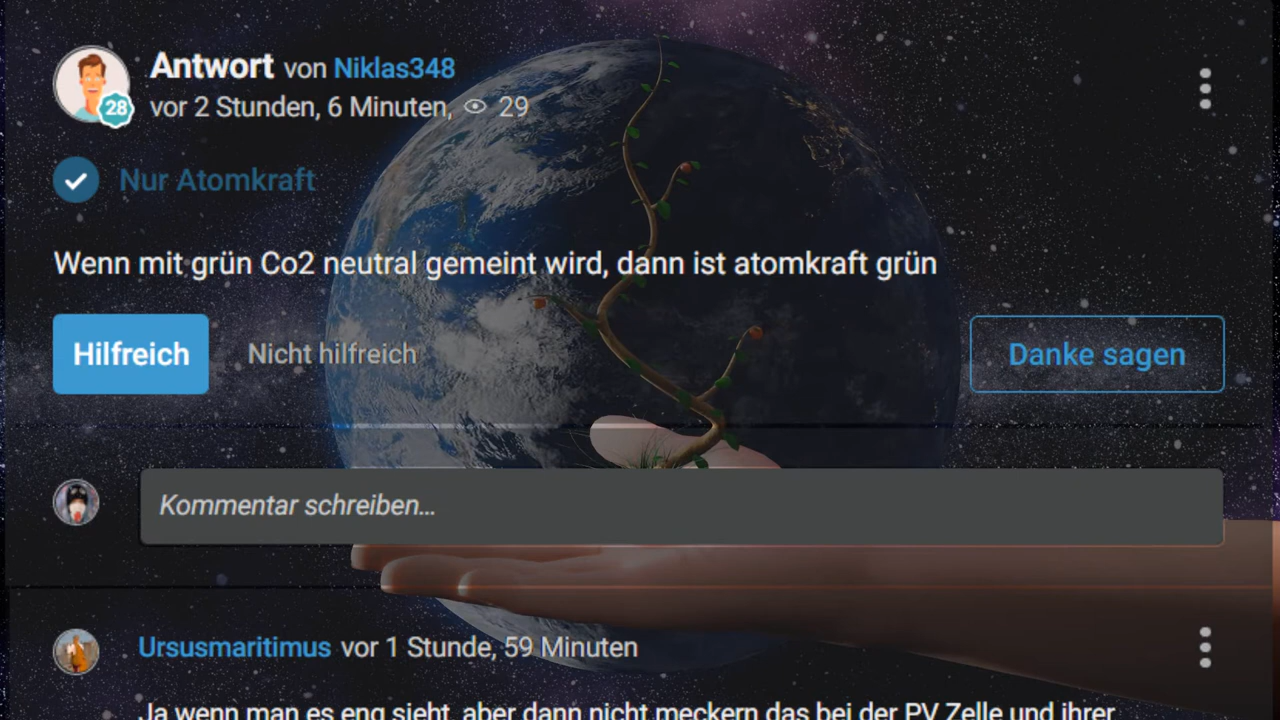 Antwort von Niklas348
vor 2 Stunden, 6 Minuten, 29
28
Nur Atomkraft
Wenn mit grün Co2 neutral gemeint wird, dann ist atomkraft grün
Hilfreich Nicht hilfreich Danke sagen
Kommentar schreiben...
Ursusmaritimus vor 1 Stunde, 59 Minuten
Ja wenn man es eng sieht, aber dann nicht meckern das bei der PV Zelle und ihrer